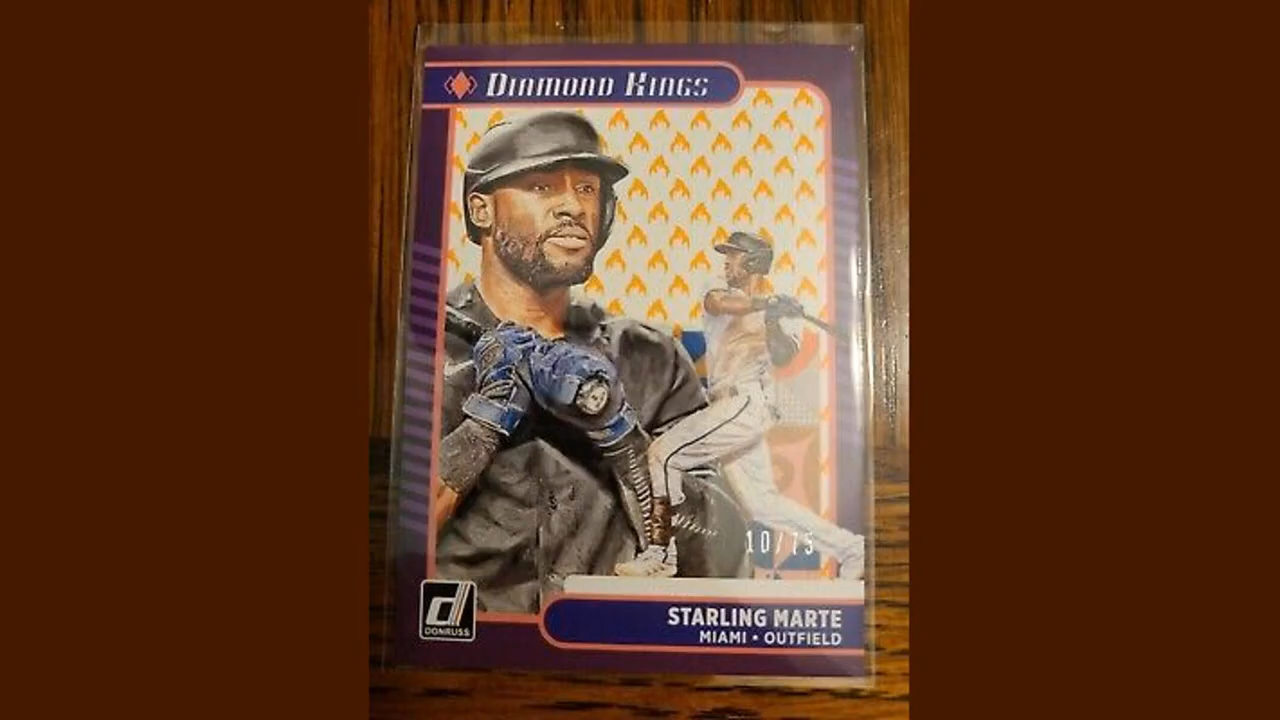 Diamond Kings
10/75
DONRUSS
STARLING MARTE
MIAMI • OUTFIELD